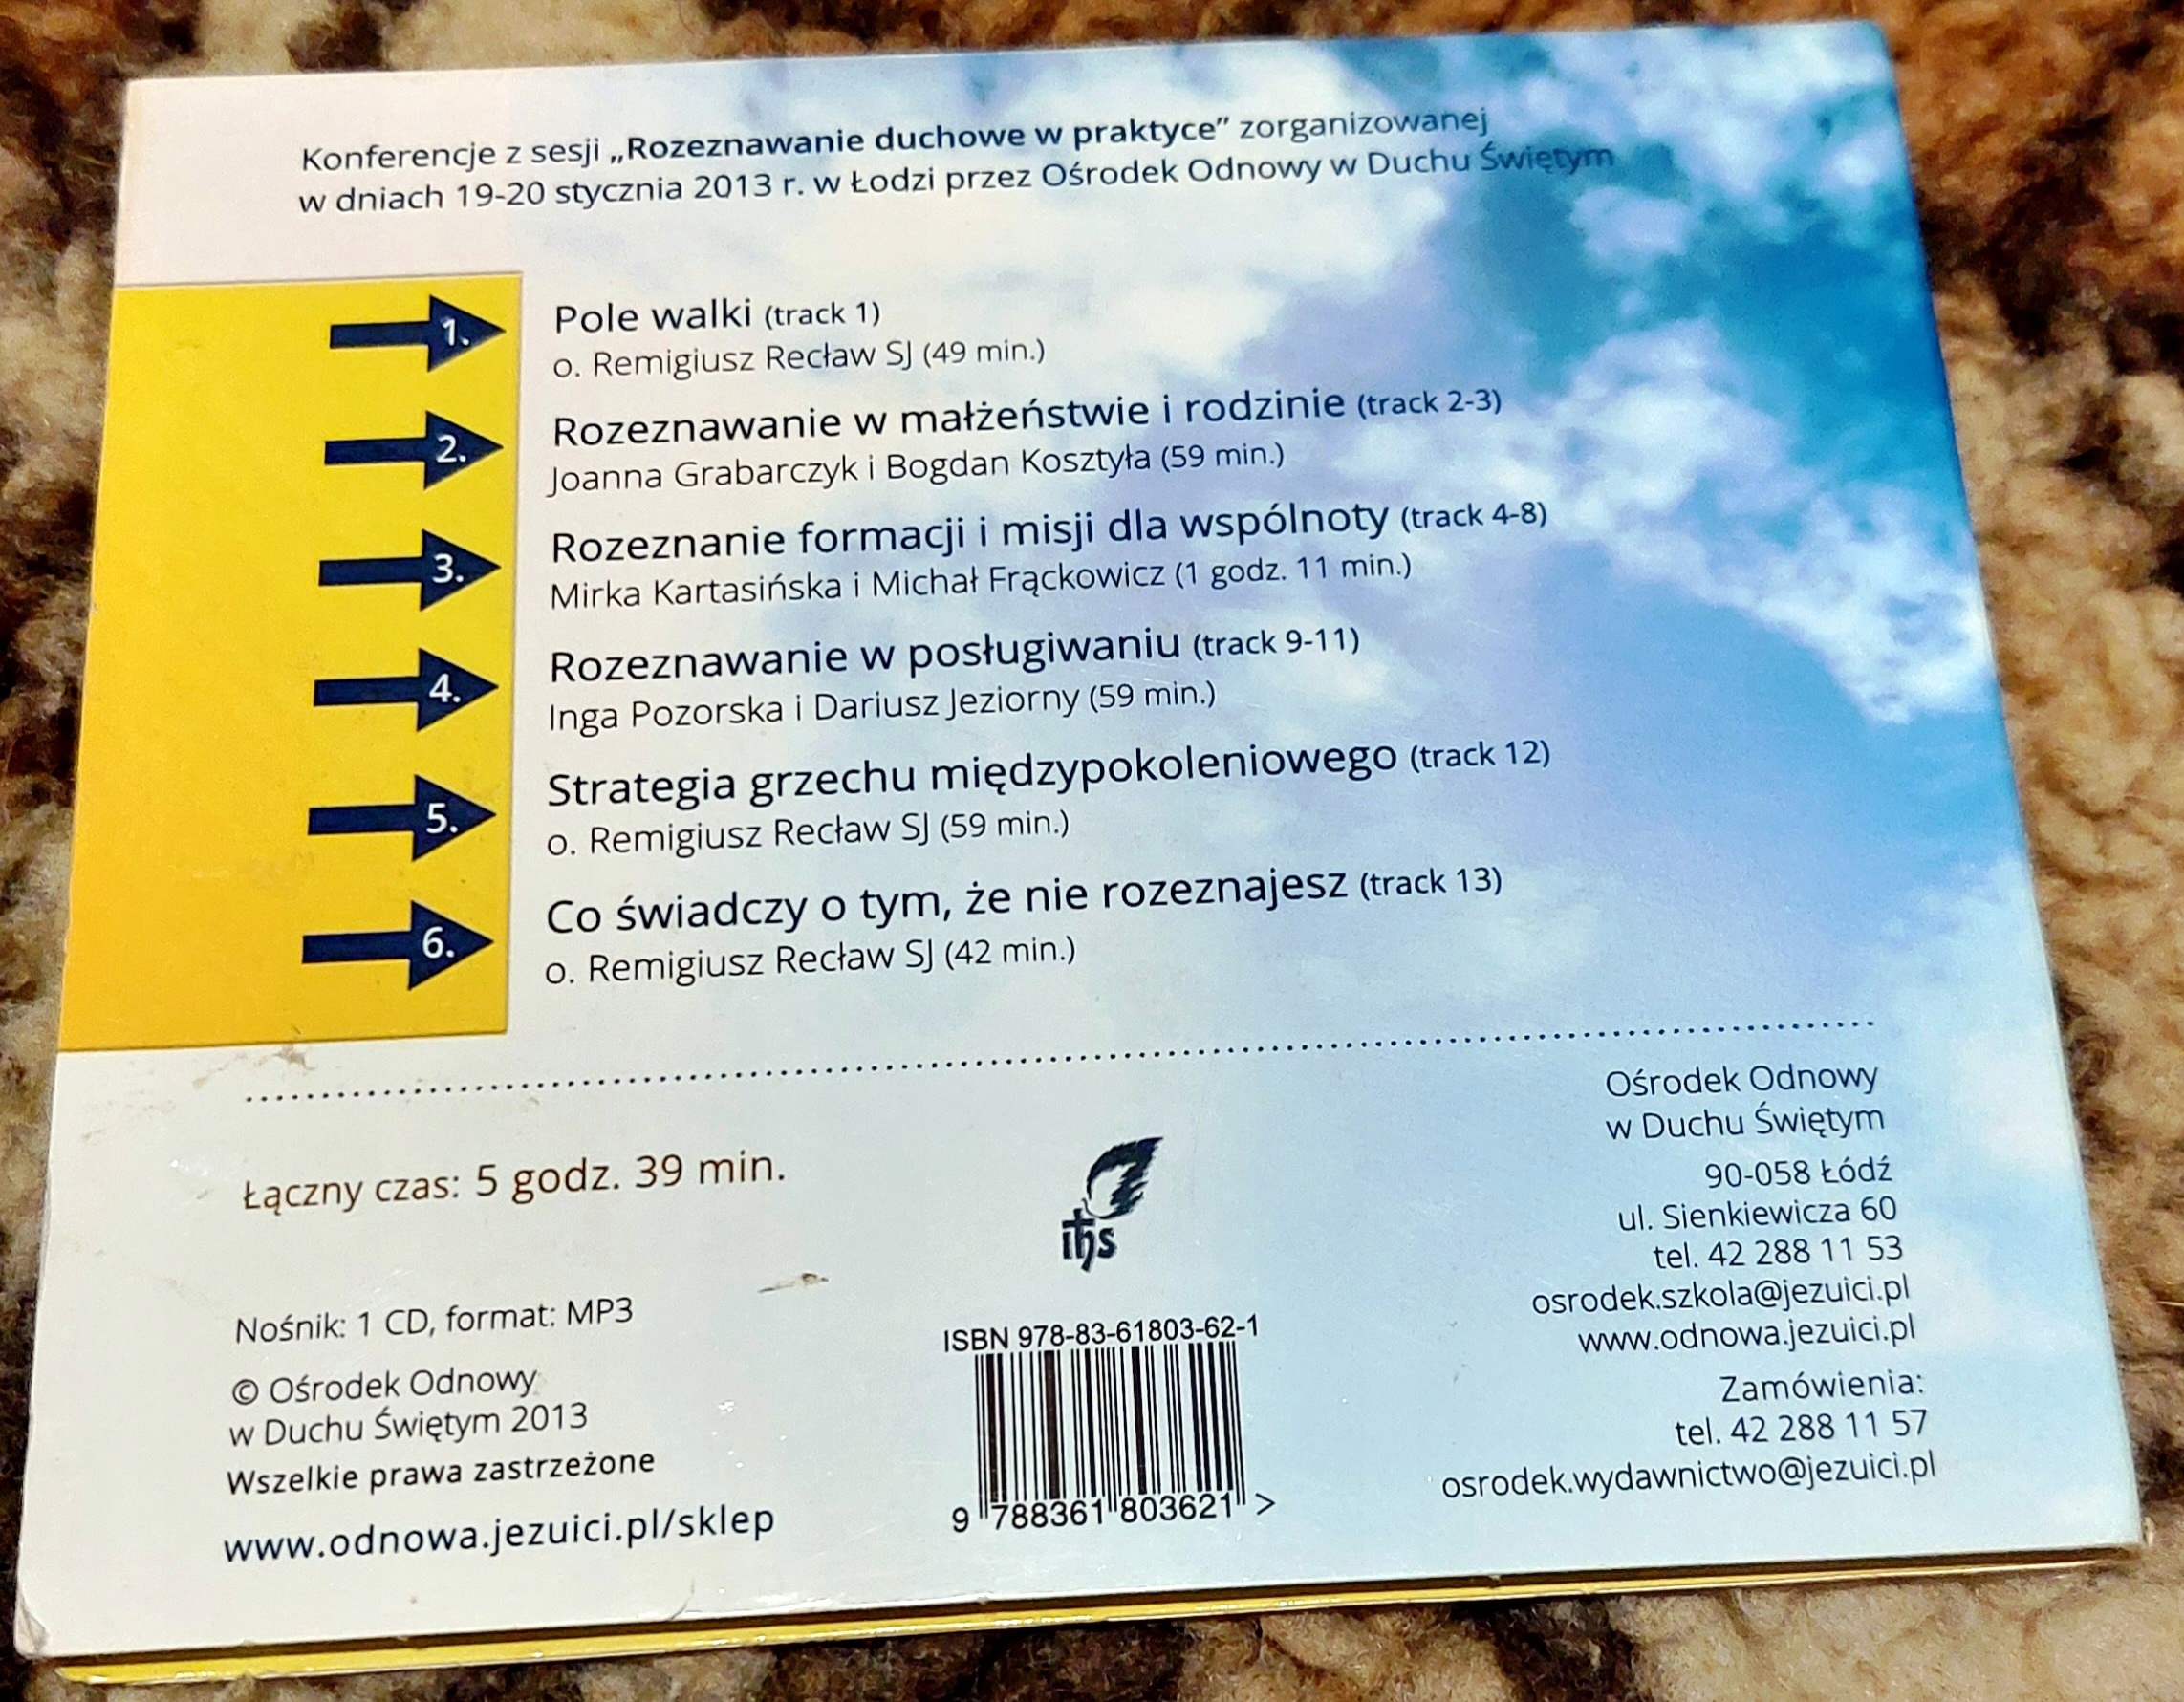 Konferencje z sesji „Rozeznawanie duchowe w praktyce” zorganizowanej
w dniach 19-20 stycznia 2013 r. w Łodzi przez Ośrodek Odnowy w Duchu Świętym
1.
Pole walki (track 1)
o. Remigiusz Recław SJ (49 min.)
2.
Rozeznawanie w małżeństwie i rodzinie (track 2-3)
Joanna Grabarczyk i Bogdan Kosztyła (59 min.)
3.
Rozeznanie formacji i misji dla wspólnoty (track 4-8)
Mirka Kartasińska i Michał Frąckowicz (1 godz. 11 min.)
4.
Rozeznawanie w posługiwaniu (track 9-11)
Inga Pozorska i Dariusz Jeziorny (59 min.)
5.
Strategia grzechu międzypokoleniowego (track 12)
o. Remigiusz Recław SJ (59 min.)
6.
Co świadczy o tym, że nie rozeznajesz (track 13)
o. Remigiusz Recław SJ (42 min.)
Łączny czas: 5 godz. 39 min.
Nośnik: 1 CD, format: MP3
© Ośrodek Odnowy
w Duchu Świętym 2013
Wszelkie prawa zastrzeżone
www.odnowa.jezuici.pl/sklep
ihs
ISBN 978-83-61803-62-1
9 788361 803621 >
Ośrodek Odnowy
w Duchu Świętym
90-058 Łódź
ul. Sienkiewicza 60
tel. 42 288 11 53
osrodek.szkola@jezuici.pl
www.odnowa.jezuici.pl
Zamówienia:
tel. 42 288 11 57
osrodek.wydawnictwo@jezuici.pl